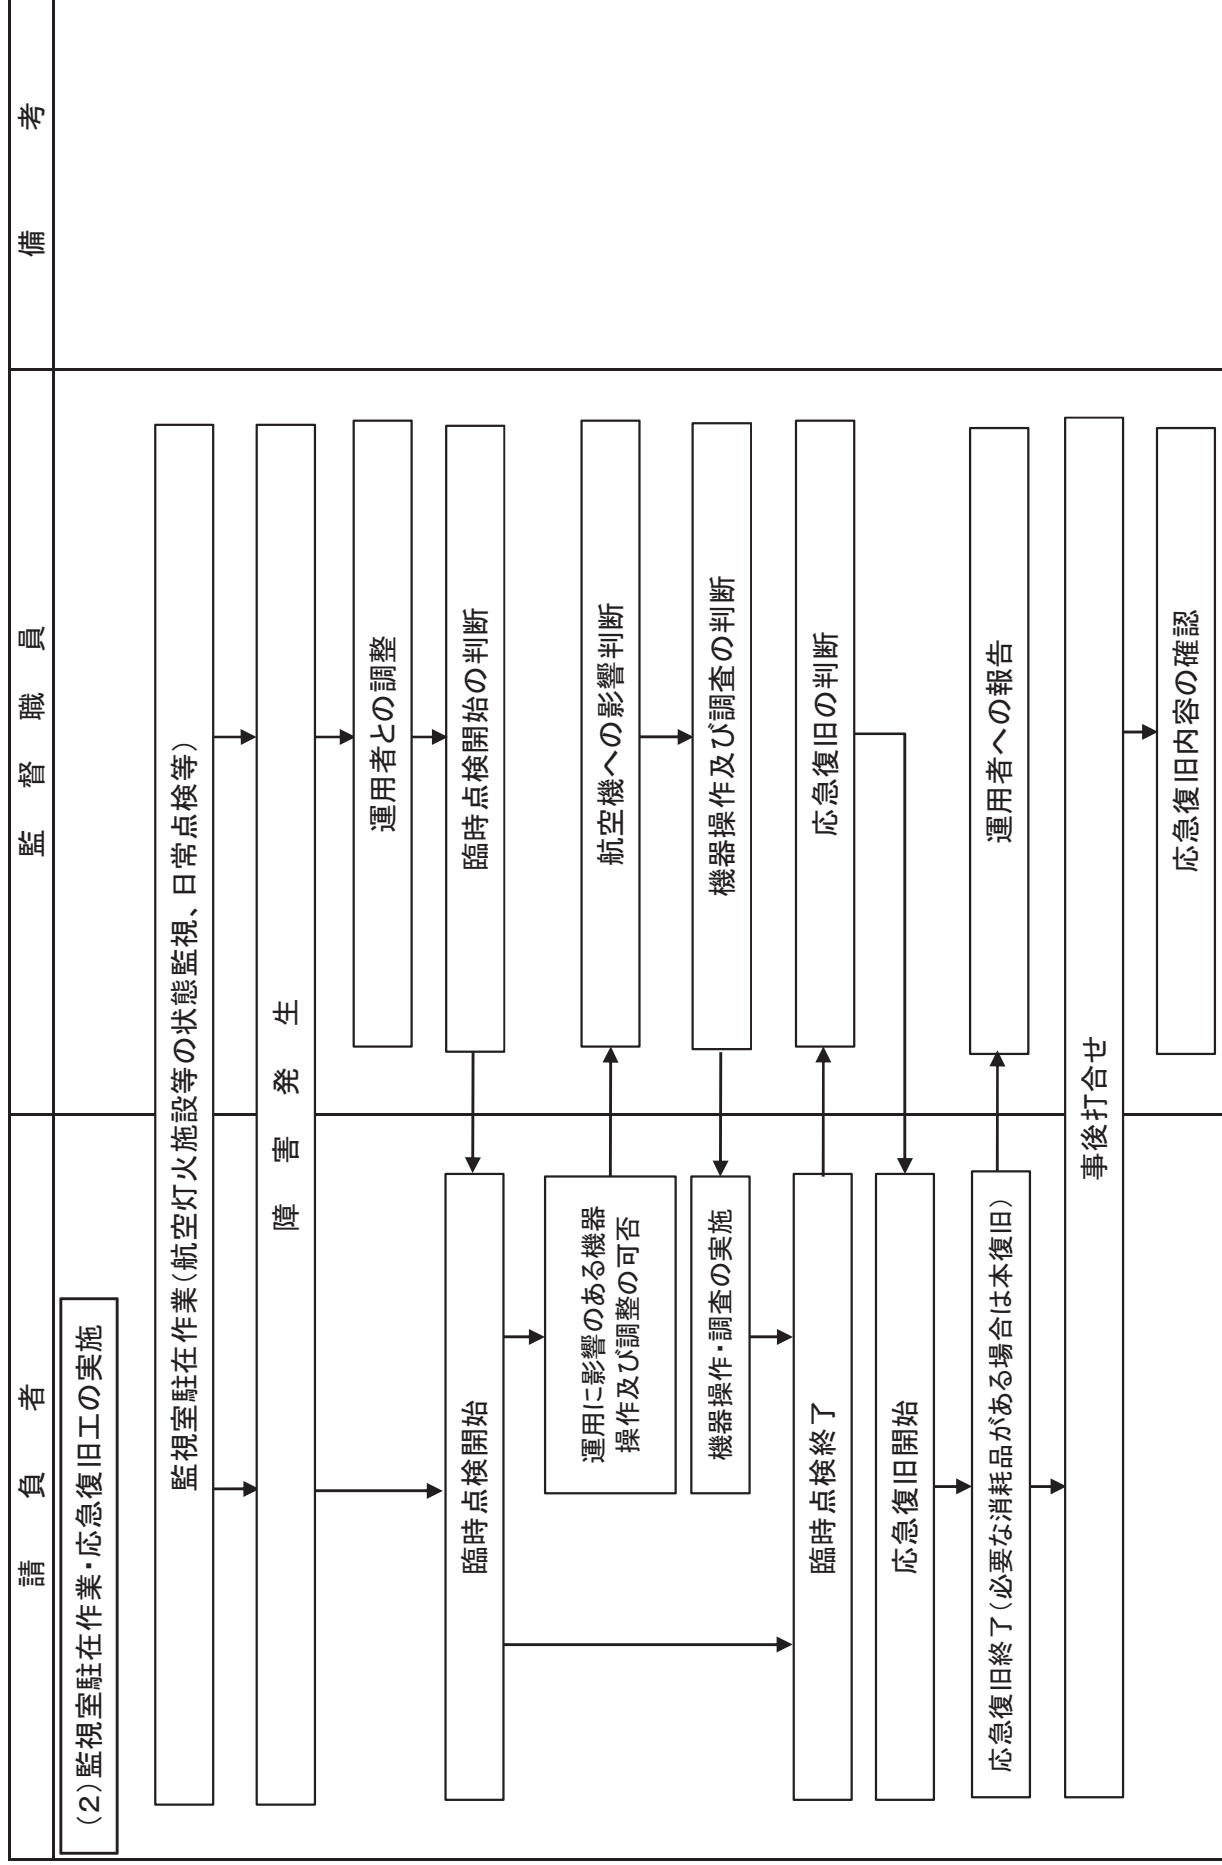 請負者
監督職員
備考
(2)監視室駐在作業・応急復旧工の実施
監視室駐在作業(航空灯火施設等の状態監視、日常点検等)
障害発生
運用者との調整
臨時点検開始の判断
臨時点検開始
運用に影響のある機器
操作及び調整の可否
航空機への影響判断
機器操作及び調査の判断
機器操作・調査の実施
臨時点検終了
応急復旧の判断
応急復旧開始
応急復旧終了(必要な消耗品がある場合は本復旧)
運用者への報告
事後打合せ
応急復旧内容の確認